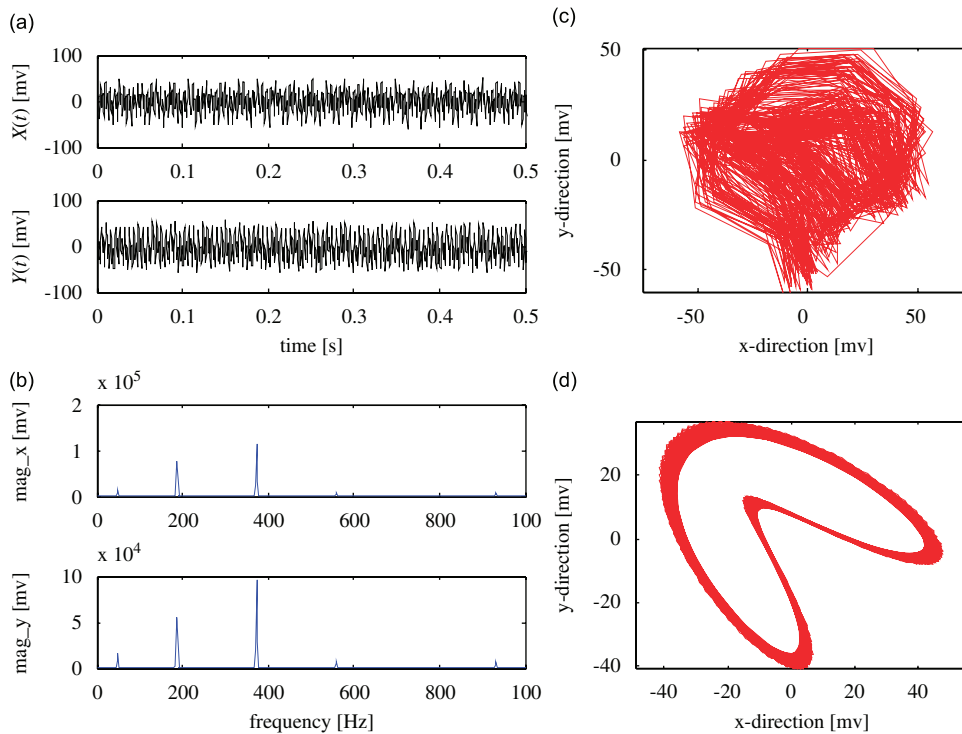 (a)
100
0
-100
X(t) [mv]
0 0.1 0.2 0.3 0.4 0.5
100
0
-100
Y(t) [mv]
0 0.1 0.2 0.3 0.4 0.5
time [s]
(b)
x 10^5
2
1
0
mag_x [mv]
0 200 400 600 800 100
x 10^4
10
5
0
mag_y [mv]
0 200 400 600 800 100
frequency [Hz]
(c)
50
0
-50
y-direction [mv]
-50 0 50
x-direction [mv]
(d)
20
0
-20
-40
y-direction [mv]
-40 -20 0 20 40
x-direction [mv]